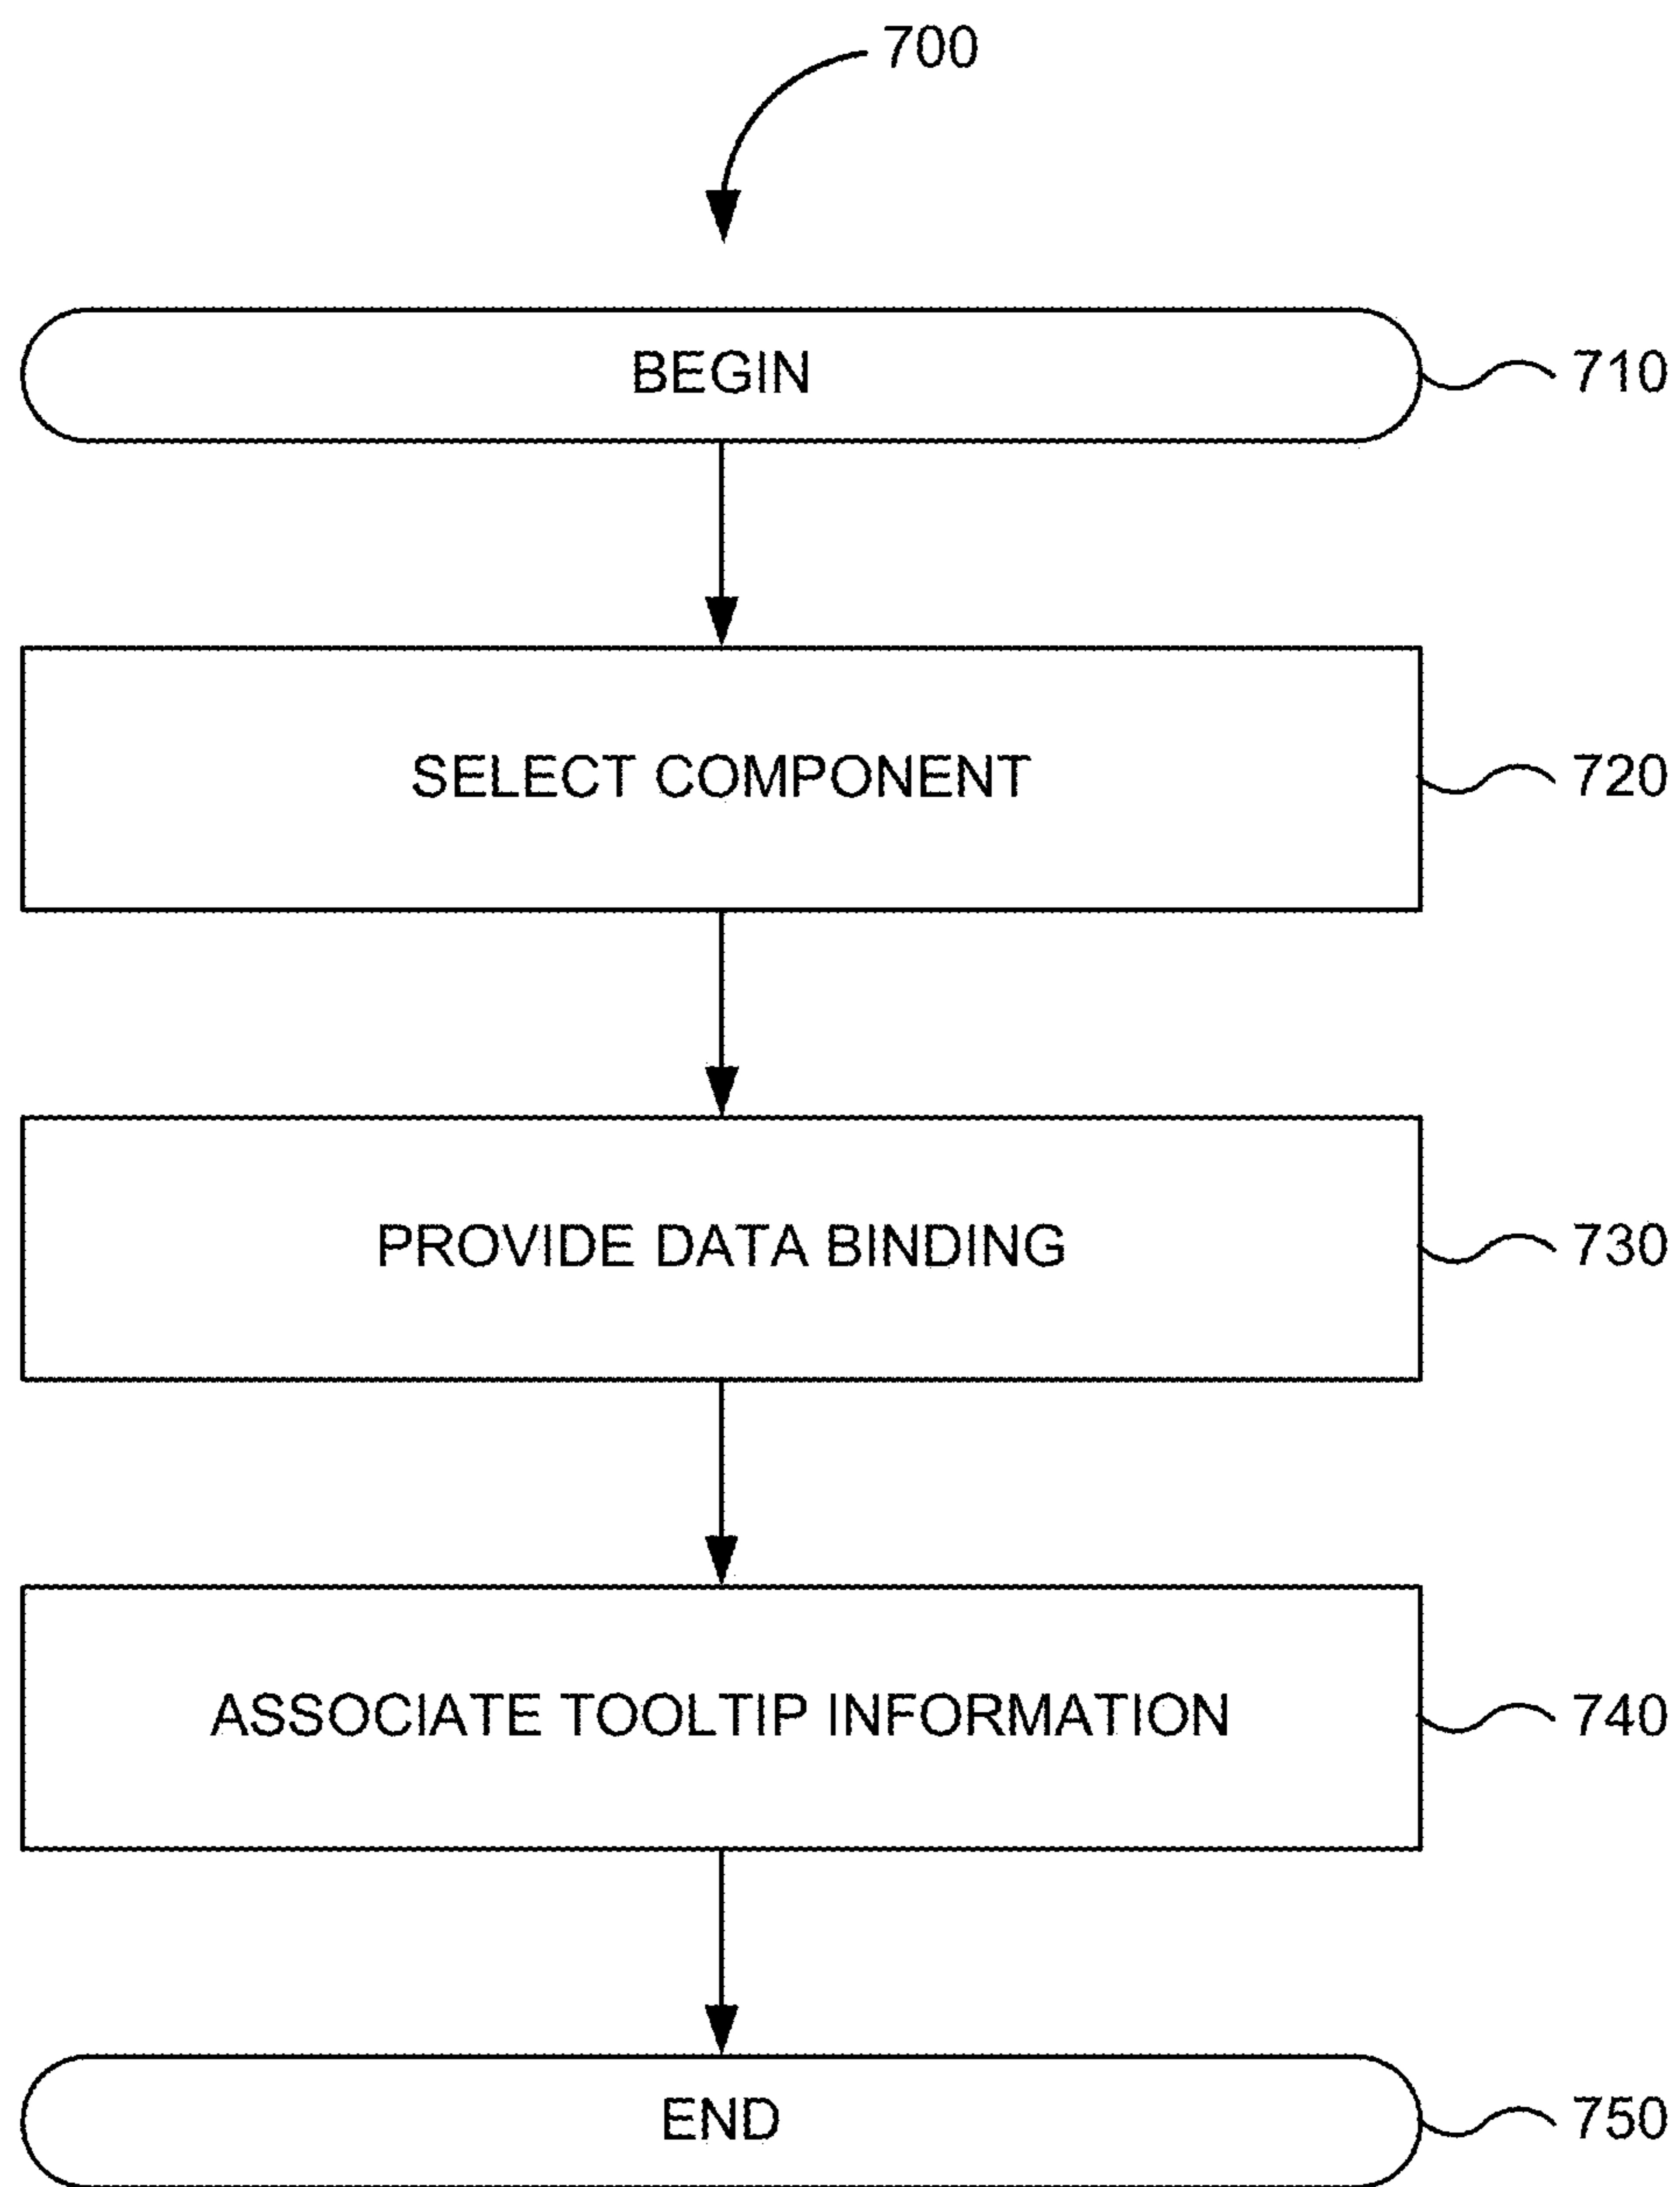 700
BEGIN
710
SELECT COMPONENT
720
PROVIDE DATA BINDING
730
ASSOCIATE TOOLTIP INFORMATION
740
END
750